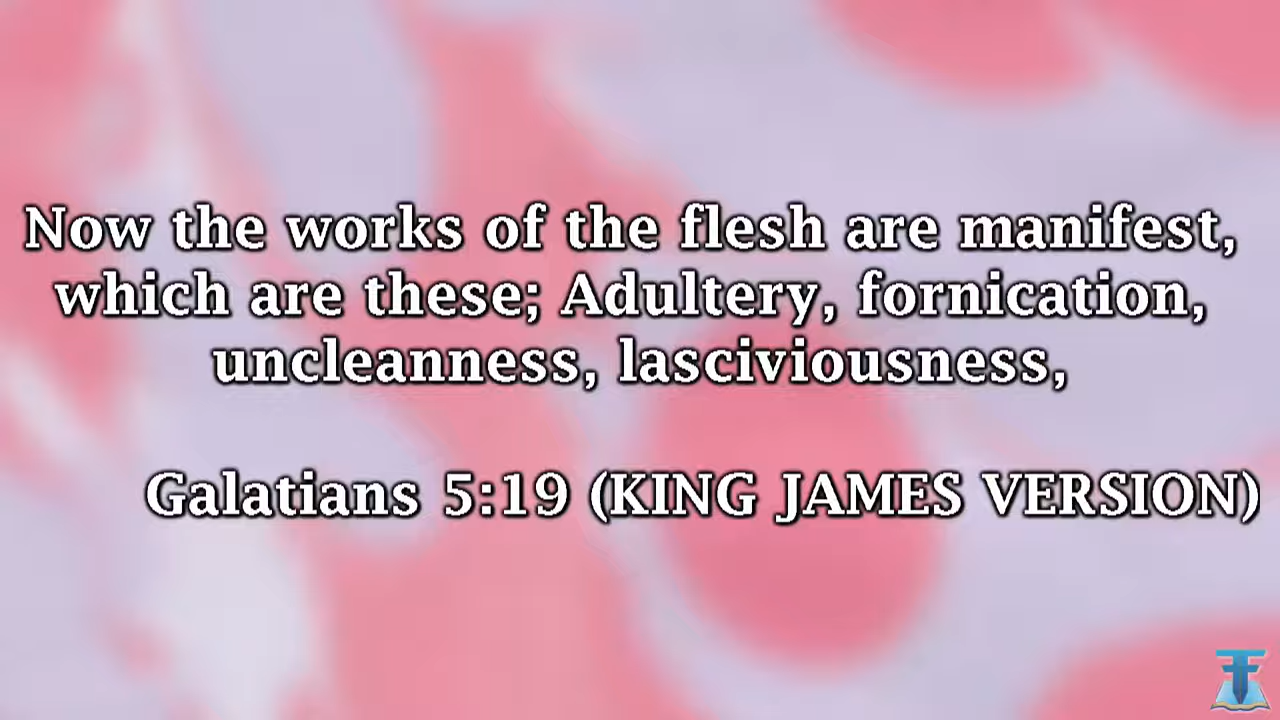 Now the works of the flesh are manifest,
which are these; Adultery, fornication,
uncleanness, lasciviousness,
Galatians 5:19 (KING JAMES VERSION)